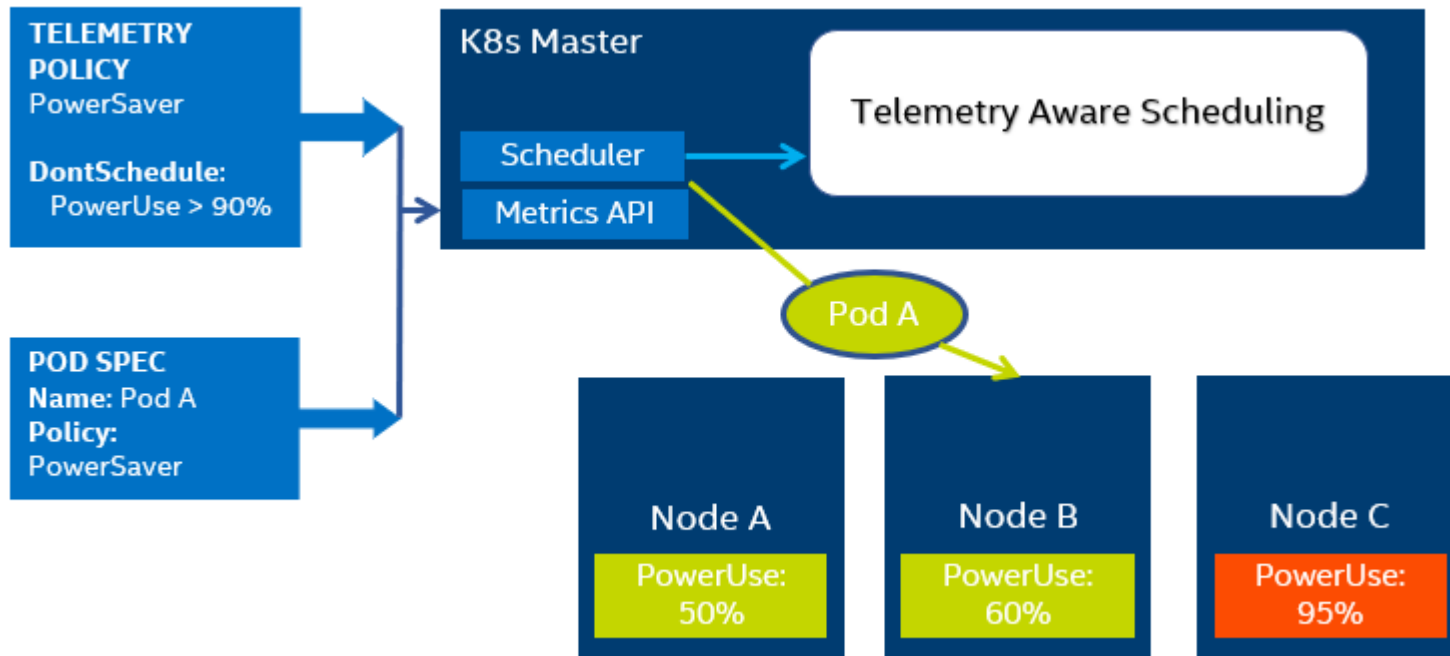 TELEMETRY
POLICY
PowerSaver
DontSchedule:
PowerUse > 90%
K8s Master
Telemetry Aware Scheduling
Scheduler
Metrics API
Pod A
POD SPEC
Name: Pod A
Policy:
PowerSaver
Node A
PowerUse:
50%
Node B
PowerUse:
60%
Node C
PowerUse:
95%